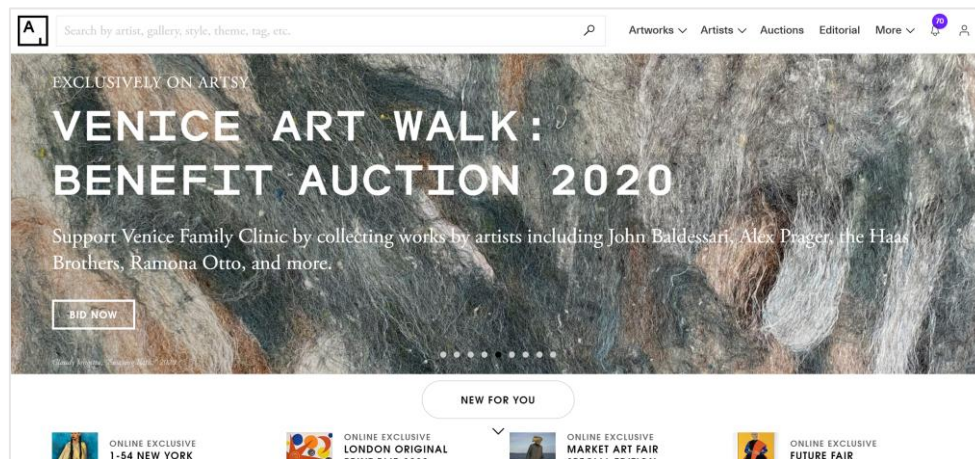 A
Search by artist, gallery, style, theme, tag, etc.
Artworks Artists Auctions Editorial More 70
EXCLUSIVELY ON ARTSY
VENICE ART WALK:
BENEFIT AUCTION 2020
Support Venice Family Clinic by collecting works by artists including John Baldessari, Alex Prager, the Haas
Brothers, Ramona Otto, and more.
BID NOW
NEW FOR YOU
ONLINE EXCLUSIVE
1-54 NEW YORK
ONLINE EXCLUSIVE
LONDON ORIGINAL
ONLINE EXCLUSIVE
MARKET ART FAIR
ONLINE EXCLUSIVE
FUTURE FAIR